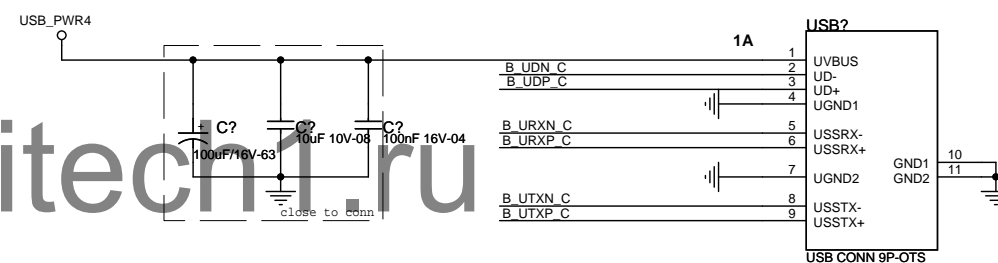 USB_PWR4
USB?
1A
1 UVBUS
B_UDN_C 2 UD-
B_UDP_C 3 UD+
4 UGND1
+ C? C? C?
100uF/16V-63 10uF 10V-08 100nF 16V-04
B_URXN_C 5 USSRX-
B_URXP_C 6 USSRX+
GND1 10
7 UGND2 GND2 11
itech1.ru
close to conn
B_UTXN_C 8 USSTX-
B_UTXP_C 9 USSTX+
USB CONN 9P-OTS